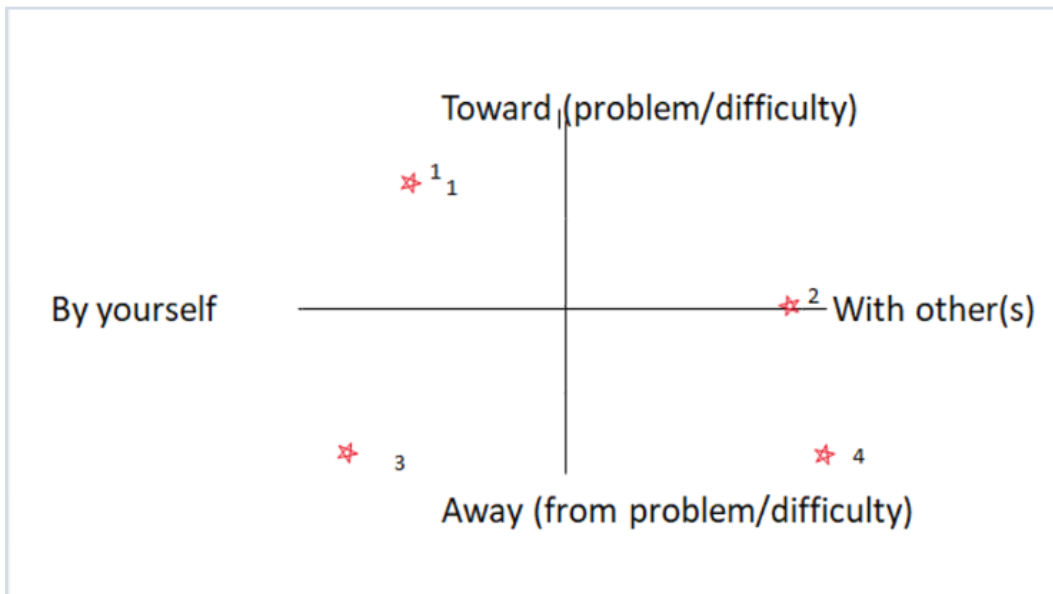 Toward (problem/difficulty)
1
1
2
By yourself
With other(s)
3
4
Away (from problem/difficulty)